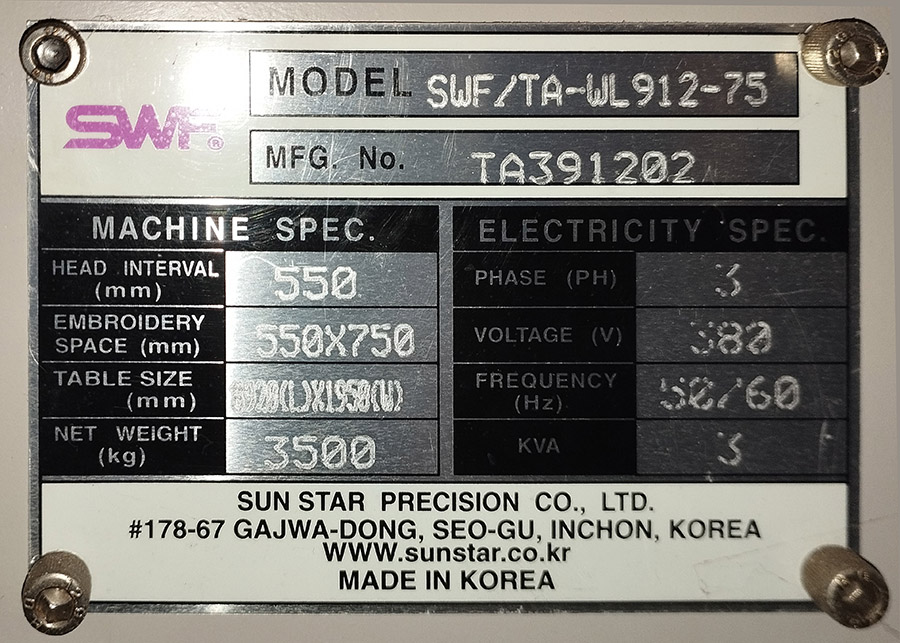 SWF®
MODEL SWF/TA-WL912-75
MFG. No. TA391202
MACHINE SPEC.
HEAD INTERVAL (mm) 550
EMBROIDERY SPACE (mm) 550X750
TABLE SIZE (mm)
NET WEIGHT (kg) 3500
ELECTRICITY SPEC.
PHASE (PH) 3
VOLTAGE (V) 380
FREQUENCY (Hz) 50/60
KVA 3
SUN STAR PRECISION CO., LTD.
#178-67 GAJWA-DONG, SEO-GU, INCHON, KOREA
WWW.sunstar.co.kr
MADE IN KOREA